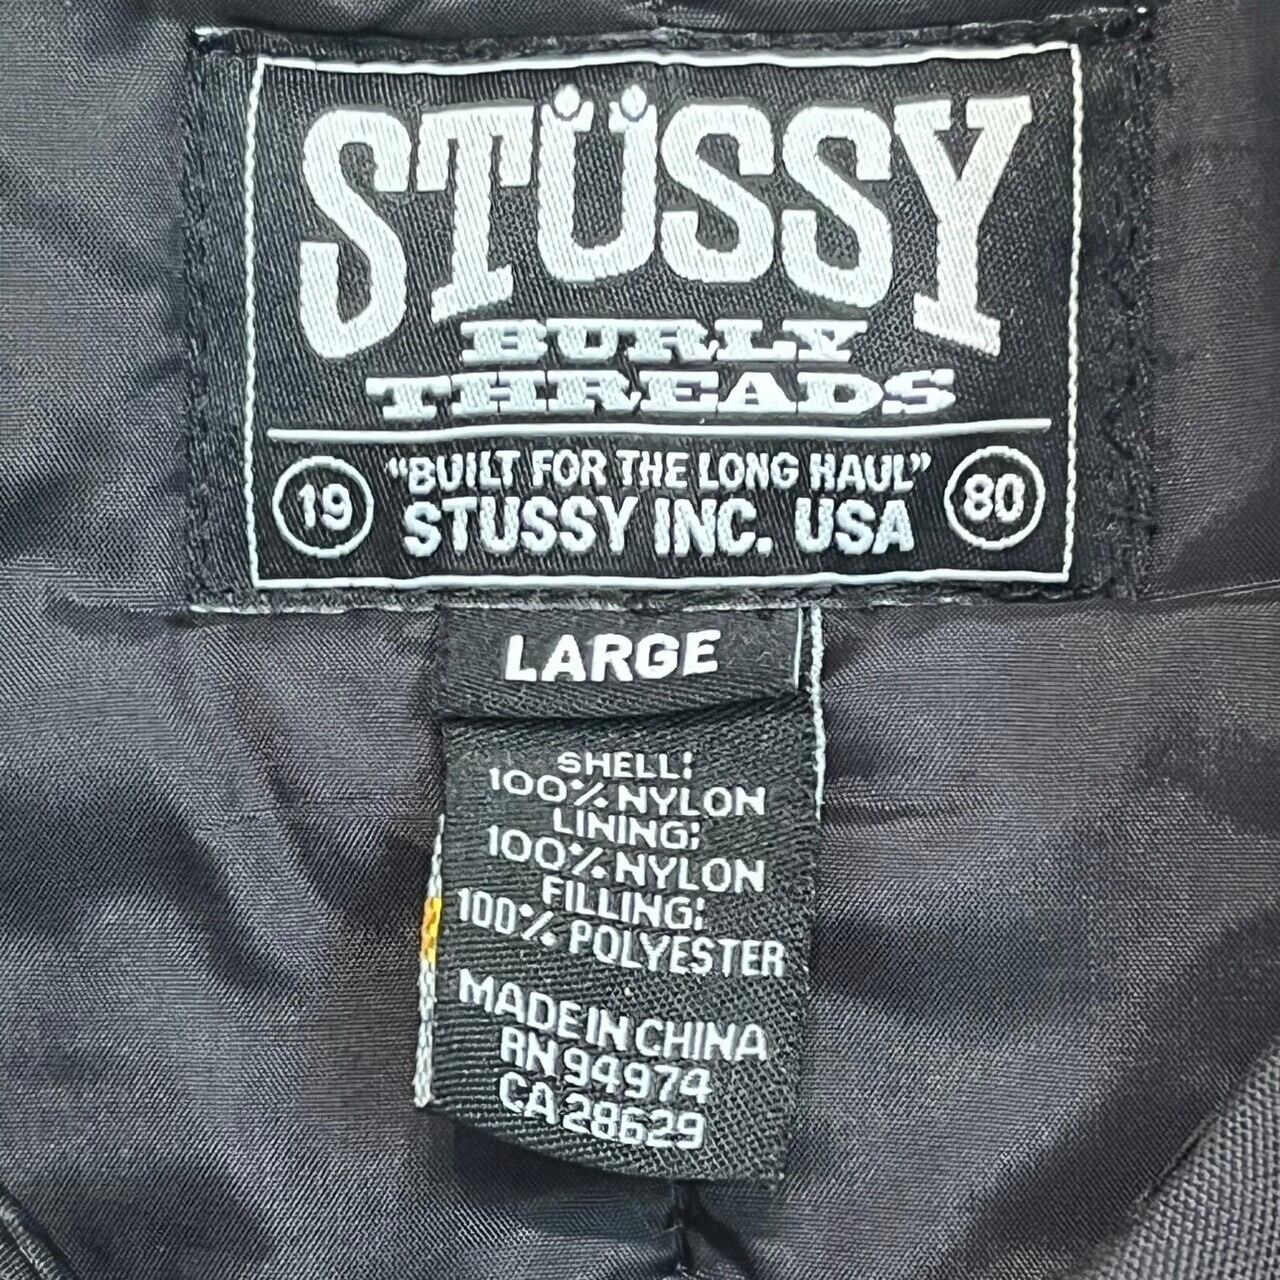 STÜSSY
BURLY
THREADS
19 "BUILT FOR THE LONG HAUL" 80
STUSSY INC. USA
LARGE
SHELL:
100% NYLON
LINING:
100% NYLON
FILLING:
100% POLYESTER
MADE IN CHINA
RN 94974
CA 28629